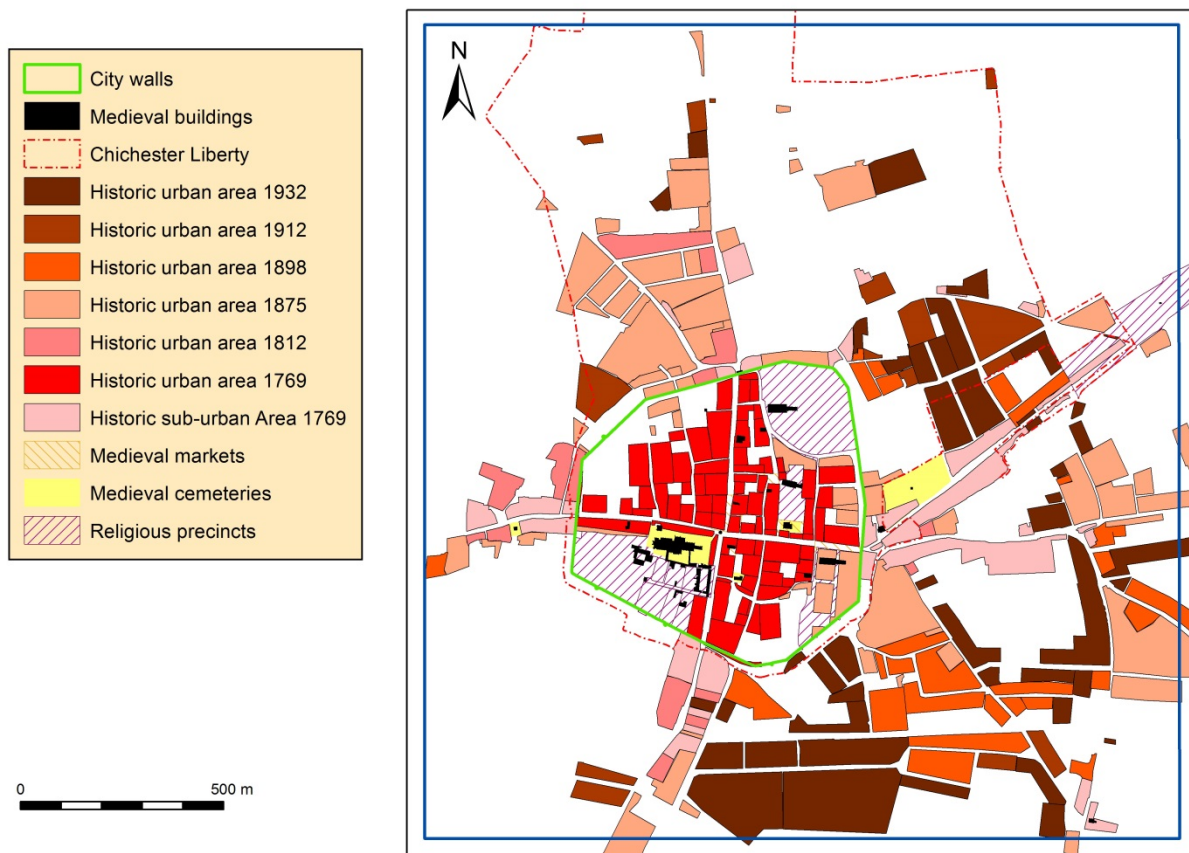 City walls
Medieval buildings
Chichester Liberty
Historic urban area 1932
Historic urban area 1912
Historic urban area 1898
Historic urban area 1875
Historic urban area 1812
Historic urban area 1769
Historic sub-urban Area 1769
Medieval markets
Medieval cemeteries
Religious precincts
0 500 m
N